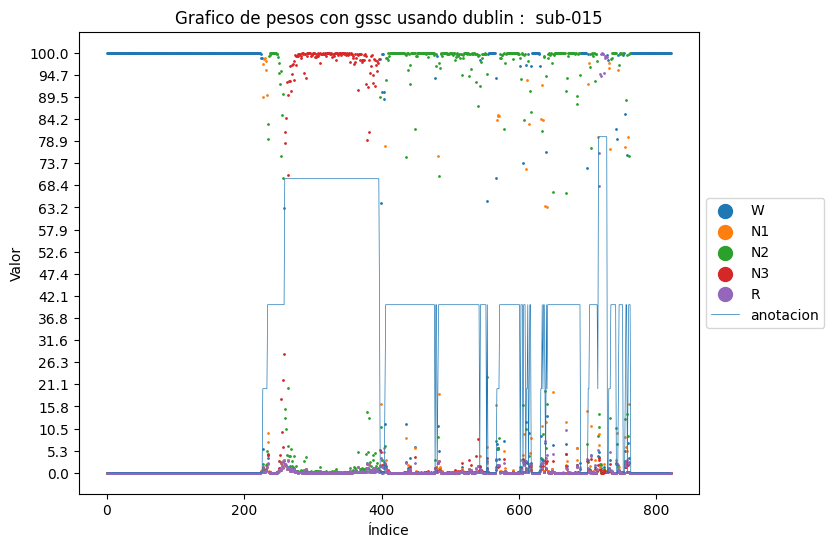 Grafico de pesos con gssc usando dublin :  sub-015
Valor
100.0
94.7
89.5
84.2
78.9
73.7
68.4
63.2
57.9
52.6
47.4
42.1
36.8
31.6
26.3
21.1
15.8
10.5
5.3
0.0
0 200 400 600 800
Índice
W
N1
N2
N3
R
anotacion